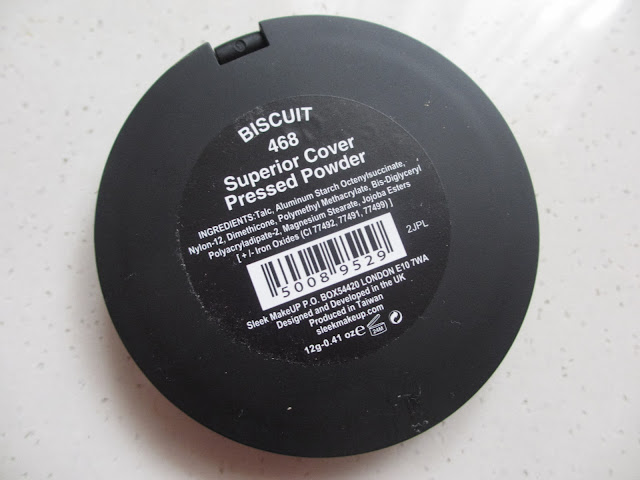 BISCUIT
468
Superior Cover
Pressed Powder
INGREDIENTS:Talc, Aluminum Starch Octenylsuccinate,
Nylon-12, Dimethicone, Polymethyl Methacrylate, Bis-Diglyceryl
Polyacryladipate-2, Magnesium Stearate, Jojoba Esters
[ + /- Iron Oxides (CI 77492, 77491, 77499) ]
2JPL
50089529
Sleek MakeUP P.O. BOX54420 LONDON E10 7WA
Designed and Developed in the UK
Produced in Taiwan
sleekmakeup.com
12g-0.41 oz e 24M